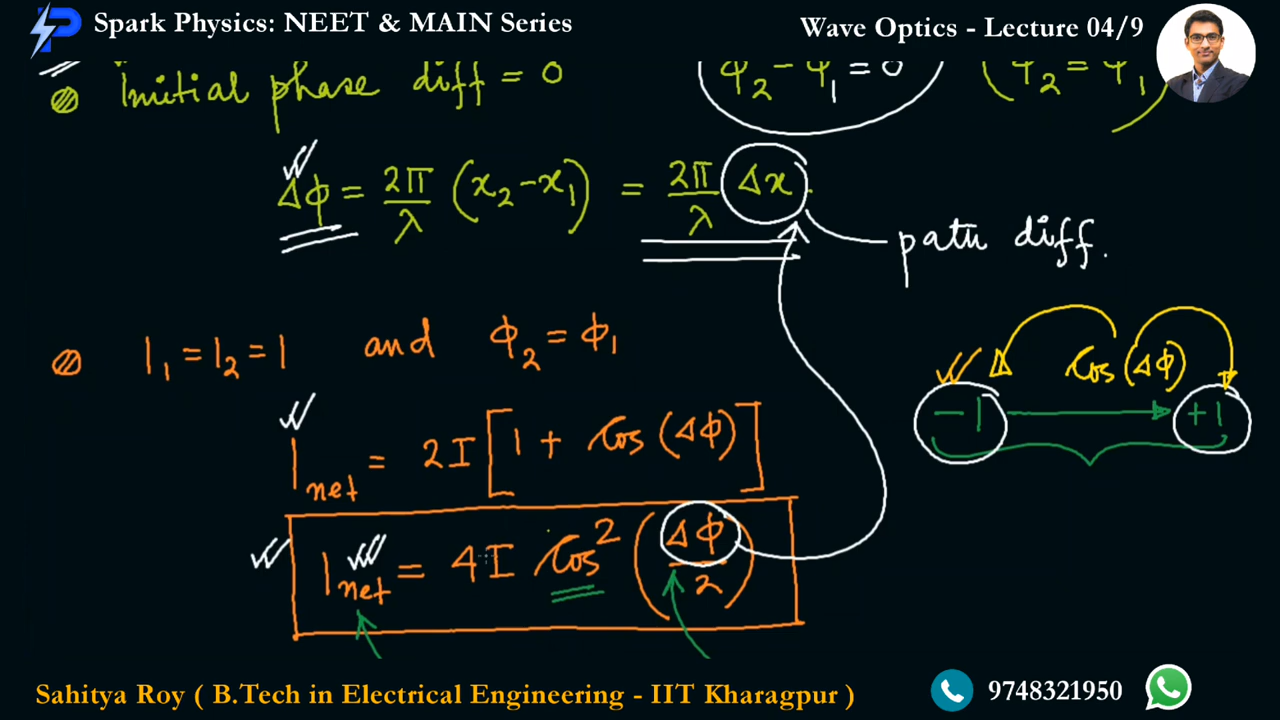 Spark Physics: NEET & MAIN Series
Wave Optics - Lecture 04/9
Initial phase diff = 0
φ₂ - φ₁ = 0 (φ₂ = φ₁)
Δφ = 2π/λ (x₂-x₁) = 2π/λ Δx.
path diff.
I₁ = I₂ = I and φ₂ = φ₁
Cos (Δφ)
-1 +1
I net = 2I [1 + Cos (Δφ)]
I net = 4I Cos² (Δφ/2)
Sahitya Roy ( B.Tech in Electrical Engineering - IIT Kharagpur )
9748321950